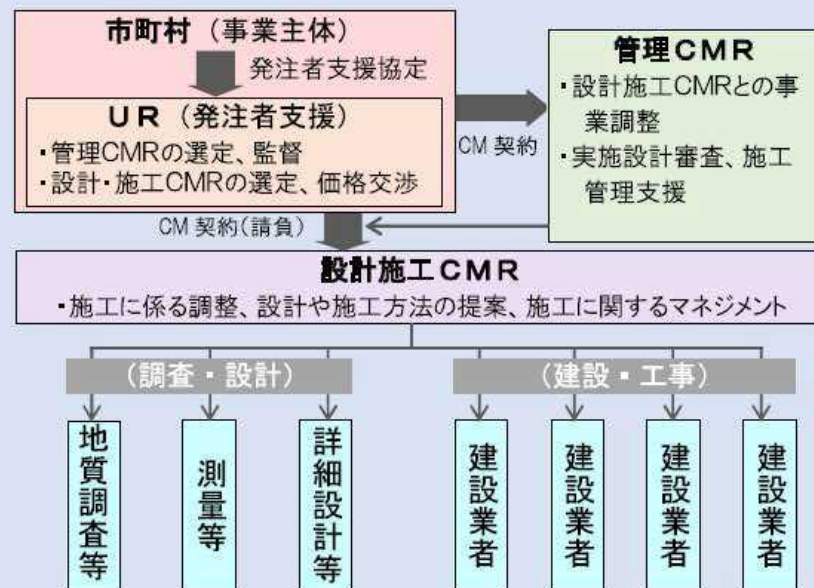 市町村（事業主体）
発注者支援協定
ＵＲ（発注者支援）
・管理CMRの選定、監督
・設計・施工CMRの選定、価格交渉
CM 契約
管理ＣＭＲ
・設計施工CMRとの事
業調整
・実施設計審査、施工
管理支援
CM 契約(請負)
設計施工ＣＭＲ
・施工に係る調整、設計や施工方法の提案、施工に関するマネジメント
（調査・設計）
（建設・工事）
地質調査等
測量等
詳細設計等
建設業者
建設業者
建設業者
建設業者